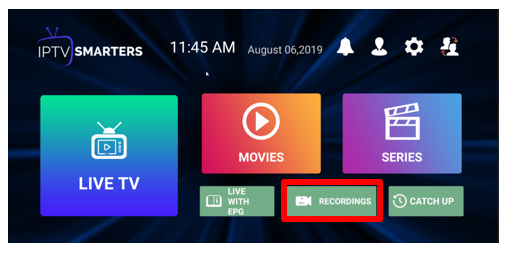 IPTV SMARTERS
11:45 AM August 06,2019
LIVE TV
MOVIES
SERIES
LIVE
WITH
EPG
RECORDINGS
CATCH UP